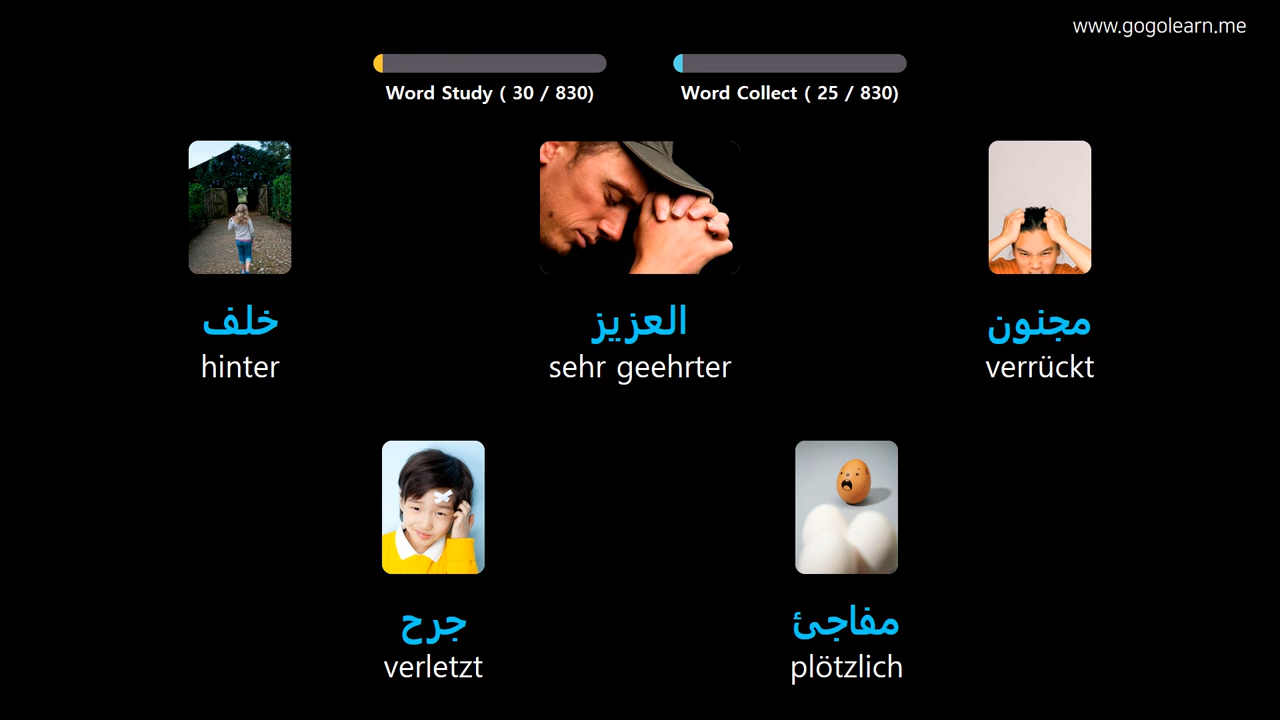 www.gogolearn.me
Word Study ( 30 / 830)
Word Collect ( 25 / 830)
خلف
hinter
العزيز
sehr geehrter
مجنون
verrückt
جرح
verletzt
مفاجئ
plötzlich